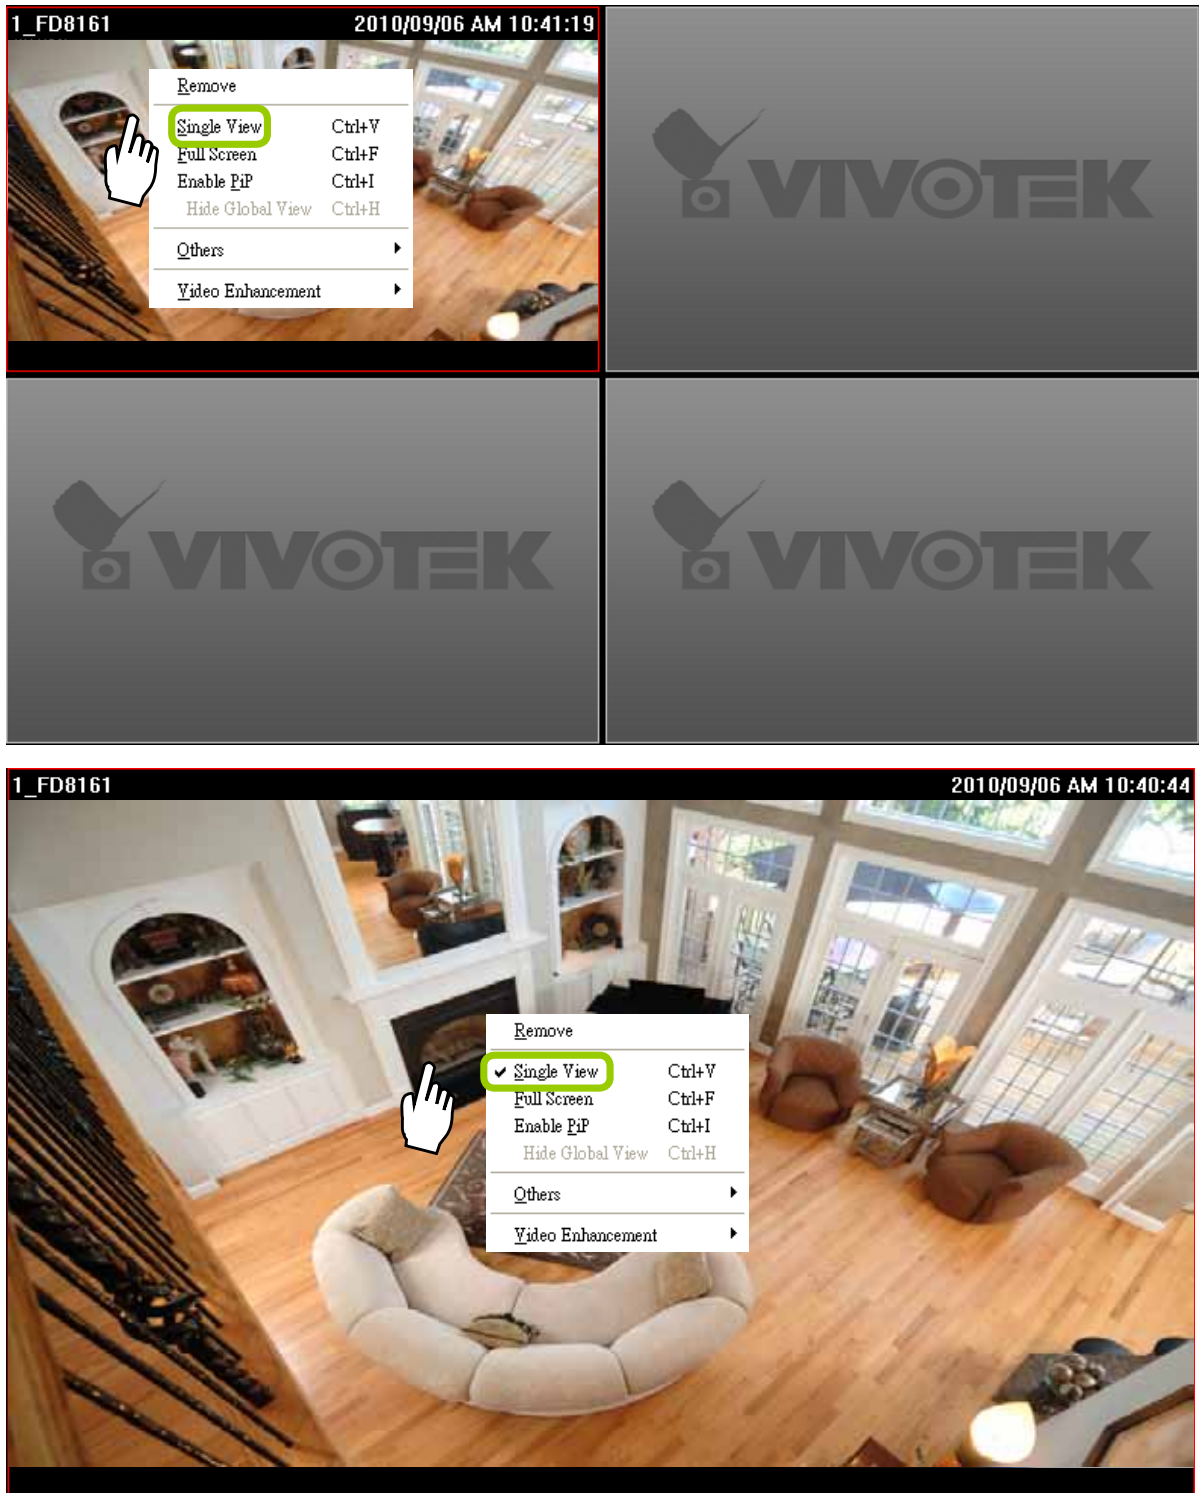 1_FD8161 2010/09/06 AM 10:41:19
Remove
Single View Ctrl+V
Full Screen Ctrl+F
Enable PiP Ctrl+I
Hide Global View Ctrl+H
Others
Video Enhancement
VIVOTEK
VIVOTEK
VIVOTEK
1_FD8161 2010/09/06 AM 10:40:44
Remove
Single View Ctrl+V
Full Screen Ctrl+F
Enable PiP Ctrl+I
Hide Global View Ctrl+H
Others
Video Enhancement